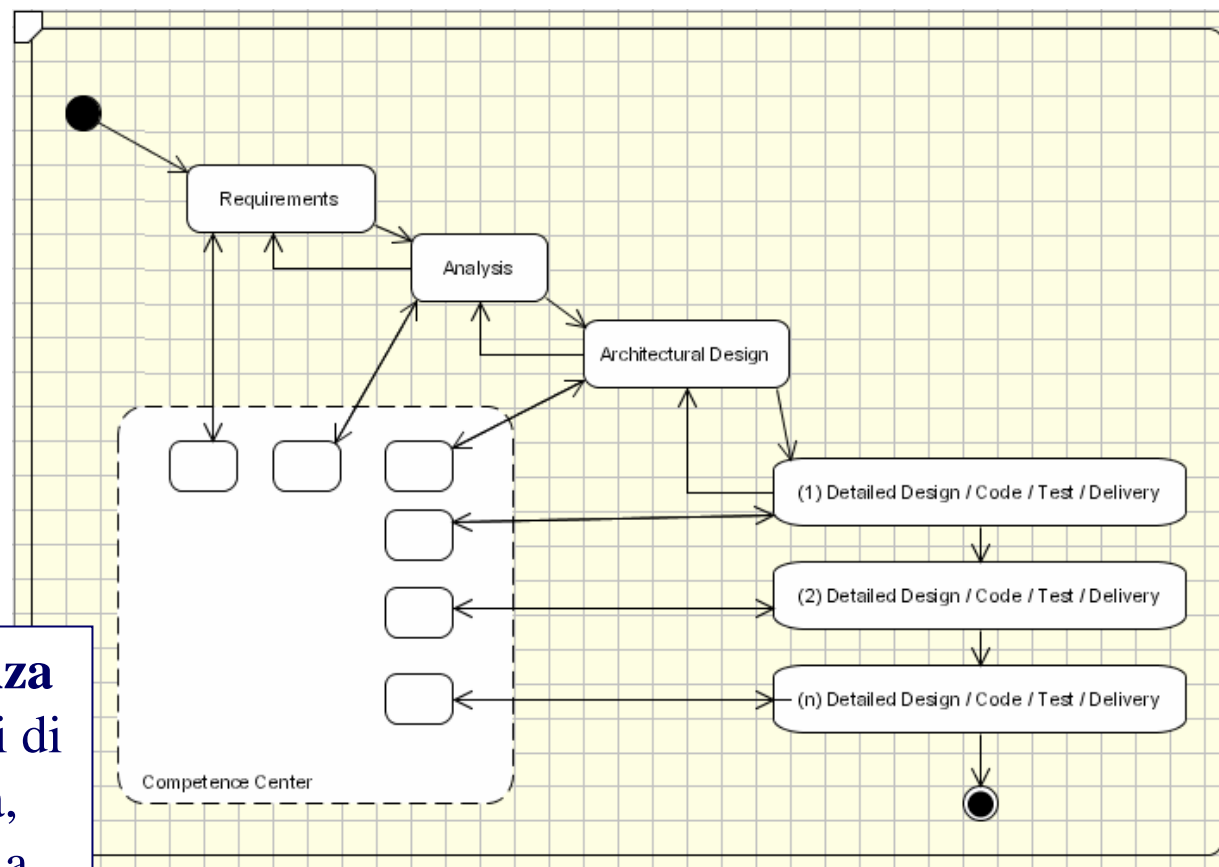 Requirements
Analysis
Architectural Design
(1) Detailed Design / Code / Test / Delivery
(2) Detailed Design / Code / Test / Delivery
(n) Detailed Design / Code / Test / Delivery
Competence Center
i di